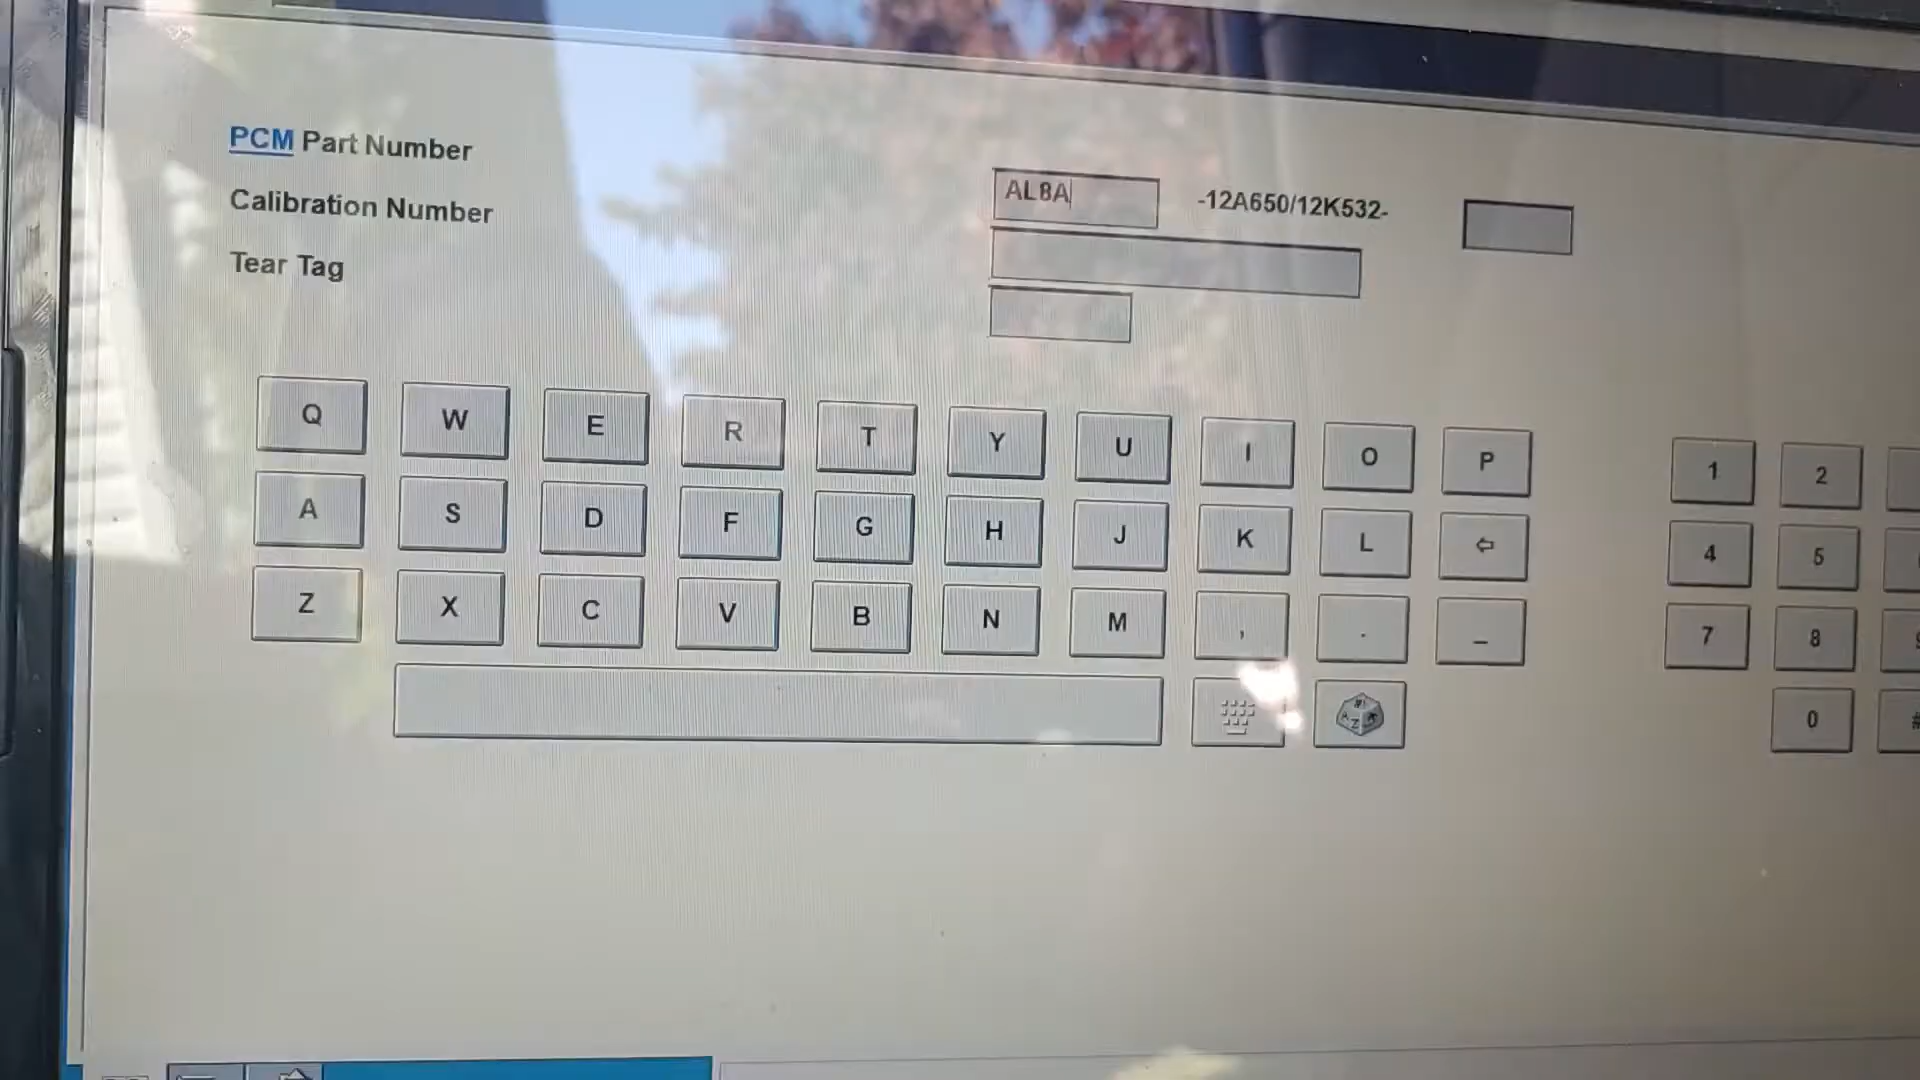 PCM Part Number
AL8A -12A650/12K532-
Calibration Number
Tear Tag
Q W E R T Y U I O P
1 2
A S D F G H J K L
4 5
Z X C V B N M , . _
7 8
0